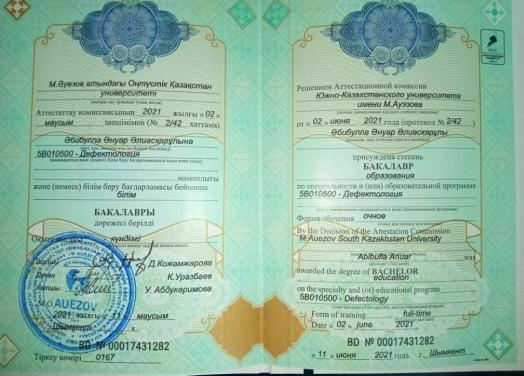 М.Әуезов атындағы Оңтүстік Қазақстан
университеті
Аттестаттау комиссиясының 2021 жылғы « 02 »
маусым шешімімен (№ 2/42 хаттама)
Әбибулла Әнуар Әлиасқарұлына
5В010500 - Дефектология
мамандығы
және (немесе) білім беру бағдарламасы бойынша
білім
БАКАЛАВРЫ
дәрежесі берілді
күндізгі
Д.Кожамжарова
Декан К.Уразбаев
Хатшы У. Абдукаримова
М.О.
AUEZOV
2021 жылғы 11 маусым
Шымкент
BD № 00017431282
Тіркеу нөмірі 0167
Решением Аттестационной комиссии
Южно-Казахстанского университета
имени М.Ауэзова
от « 02 » июня 2021 года (протокол № 2/42 )
Әбибулла Әнуар Әлиасқарұлы
присуждена степень
БАКАЛАВР
образования
по специальности и (или) образовательной программе
5В010500 - Дефектология
Форма обучения очное
By the Decision of the Attestation Commission
M.Auezov South Kazakhstan University
Abibulla Anuar was
awarded the degree of BACHELOR
education
on the specialty and (or) educational program
5B010500 - Defectology
Form of training full-time
Date « 02 » june 2021
BD № 00017431282
« 11 » июня 2021 года г. Шымкент